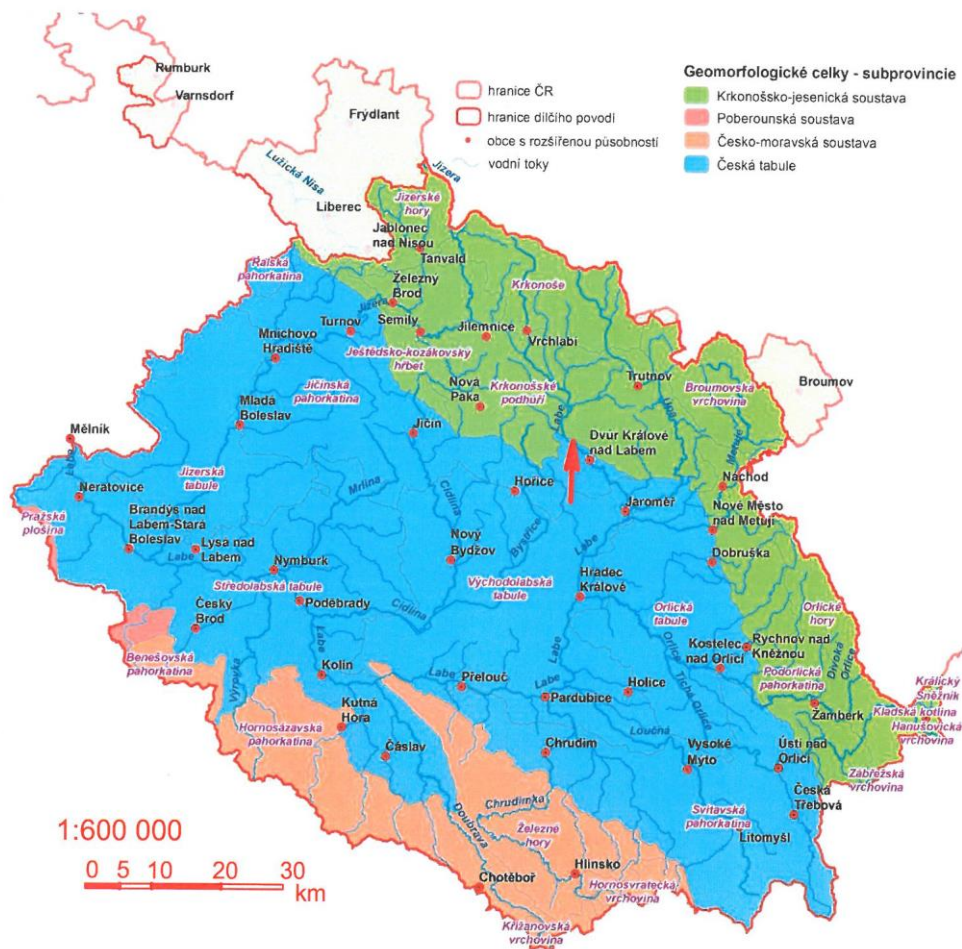 Rumburk
Varnsdorf
Frýdlant
Lužická Nisa
Liberec
Jizera
hranice ČR
hranice dílčího povodí
obce s rozšířenou působností
vodní toky
Geomorfologické celky - subprovincie
Krkonošsko-jesenická soustava
Poberounská soustava
Česko-moravská soustava
Česká tabule
Jizerské
hory
Jablonec
nad Nisou
Tanvald
Ralská
pahorkatina
Železný
Brod
Krkonoše
Jizera
Turnov
Semily
Jilemnice
Vrchlabí
Mnichovo
Hradiště
Ještědsko-kozákovský
hřbet
Jičínská
pahorkatina
Nová
Paka
Krkonošské
podhůří
Labe
Trutnov
Úpa
Broumovská
vrchovina
Broumov
Metuje
Mladá
Boleslav
Jičín
Dvůr Králové
nad Labem
Mělník
Labe
Neratovice
Jizerská
tabule
Mrlina
Cidlina
Hořice
Jaroměř
Náchod
Nové Město
nad Metují
Pražská
plošina
Brandýs nad
Labem-Stará
Boleslav
Lysá nad
Labem
Labe
Nymburk
Nový
Bydžov
Bystřice
Labe
Dobruška
Středolabská tabule
Poděbrady
Cidlina
Východolabská
tabule
Hradec
Králové
Orlická
tabule
Orlické
hory
Český
Brod
Labe
Benešovská
pahorkatina
Výrovka
Kolín
Labe
Přelouč
Labe
Labe
Pardubice
Holice
Orlice
Tichá Orlice
Kostelec
nad Orlicí
Rychnov nad
Kněžnou
Podorlická
pahorkatina
Divoká
Orlice
Žamberk
Králický
Sněžník
Kladská kotlina
Hanušovická
vrchovina
Hornosázavská
pahorkatina
Kutná
Hora
Čáslav
Chrudim
Loučná
Vysoké
Mýto
Ústí nad
Orlicí
Zábřežská
vrchovina
Česká
Třebová
Svitavská
pahorkatina
Litomyšl
Doubrava
Chrudimka
Železné
hory
Hlinsko
Chotěboř
Hornosvratecká
vrchovina
Křižanovská
vrchovina
1:600 000
0 10 20 30
km